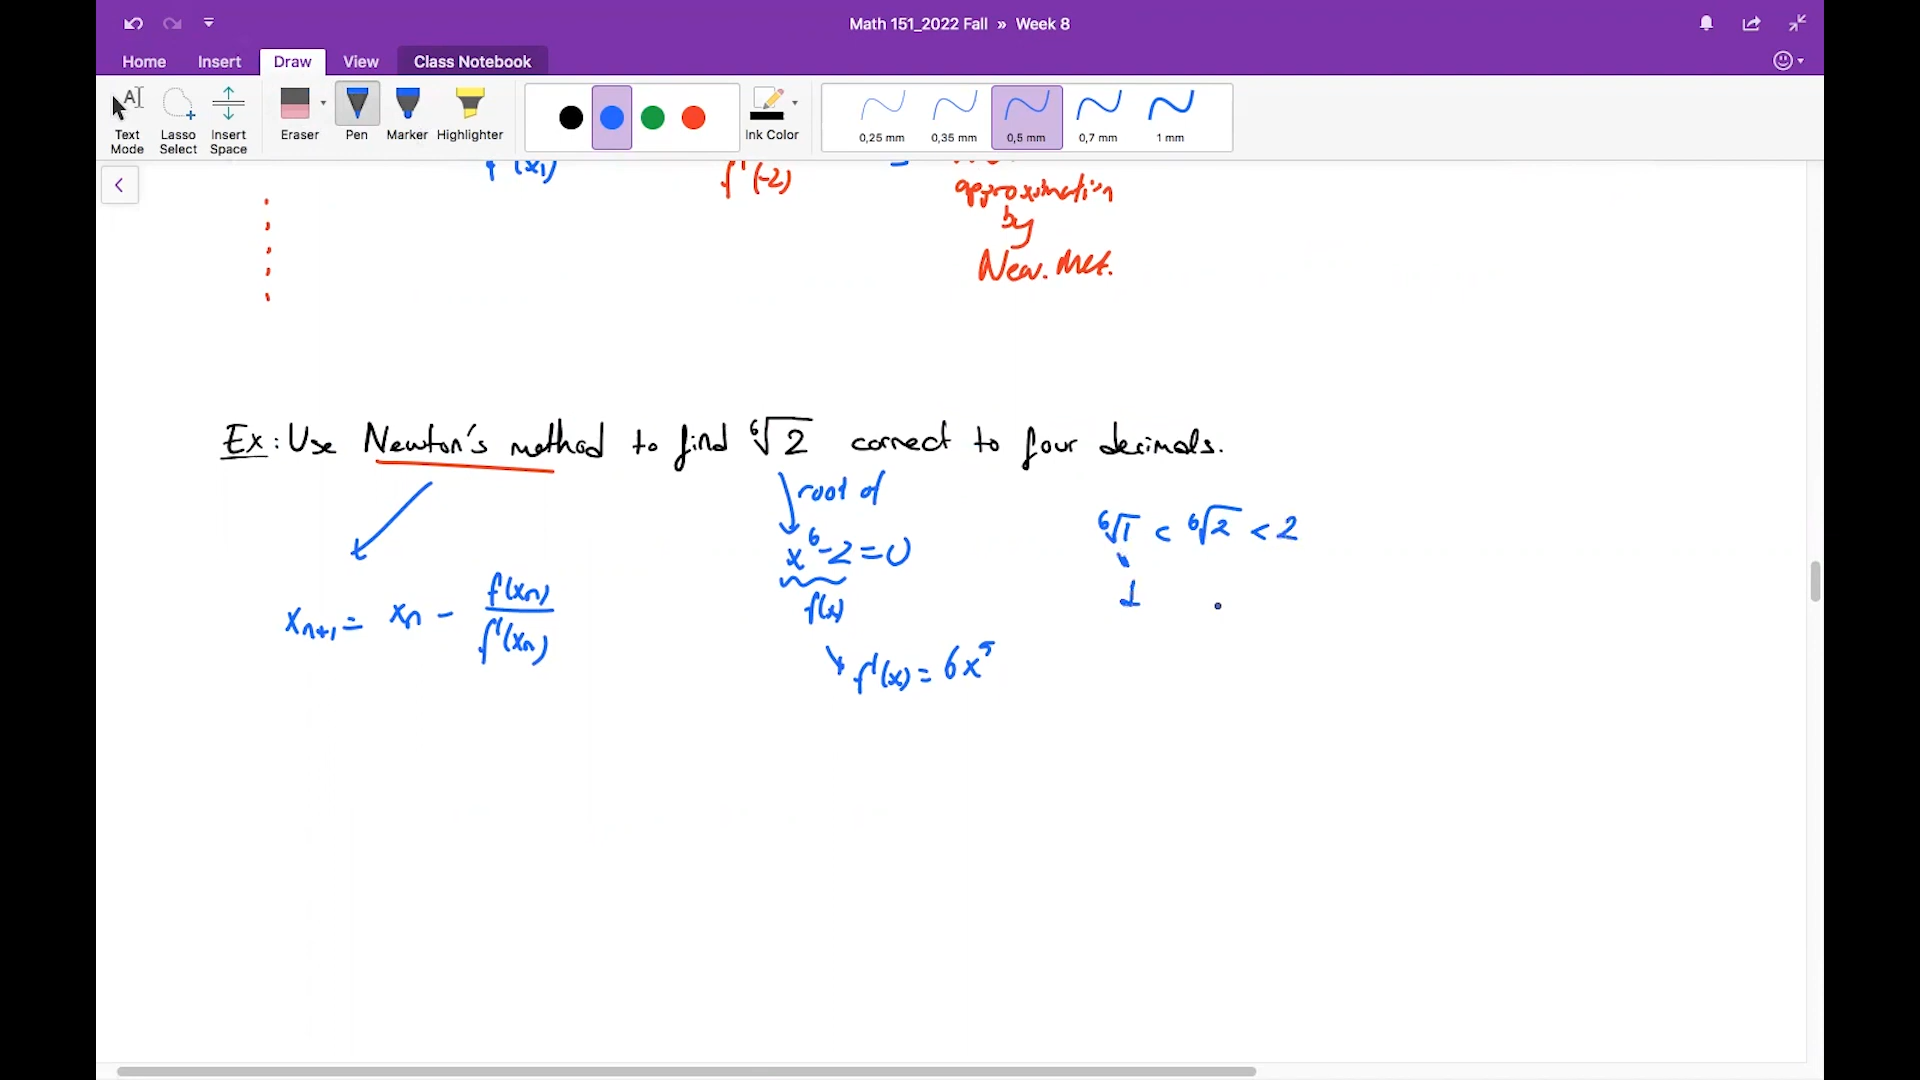 Math 151_2022 Fall » Week 8
Home Insert Draw View Class Notebook
Text Mode Lasso Select Insert Space Eraser Pen Marker Highlighter Ink Color 0,25 mm 0,35 mm 0,5 mm 0,7 mm 1 mm
f'(x₁) f'(-2)
approximation
by
New. Met.
Ex: Use Newton's method to find ⁶√2 correct to four decimals.
root of
⁶√1 < ⁶√2 < 2
x⁶-2=0
1
f(x)
xₙ₊₁ = xₙ - f(xₙ)/f'(xₙ)
f'(x) = 6x⁵